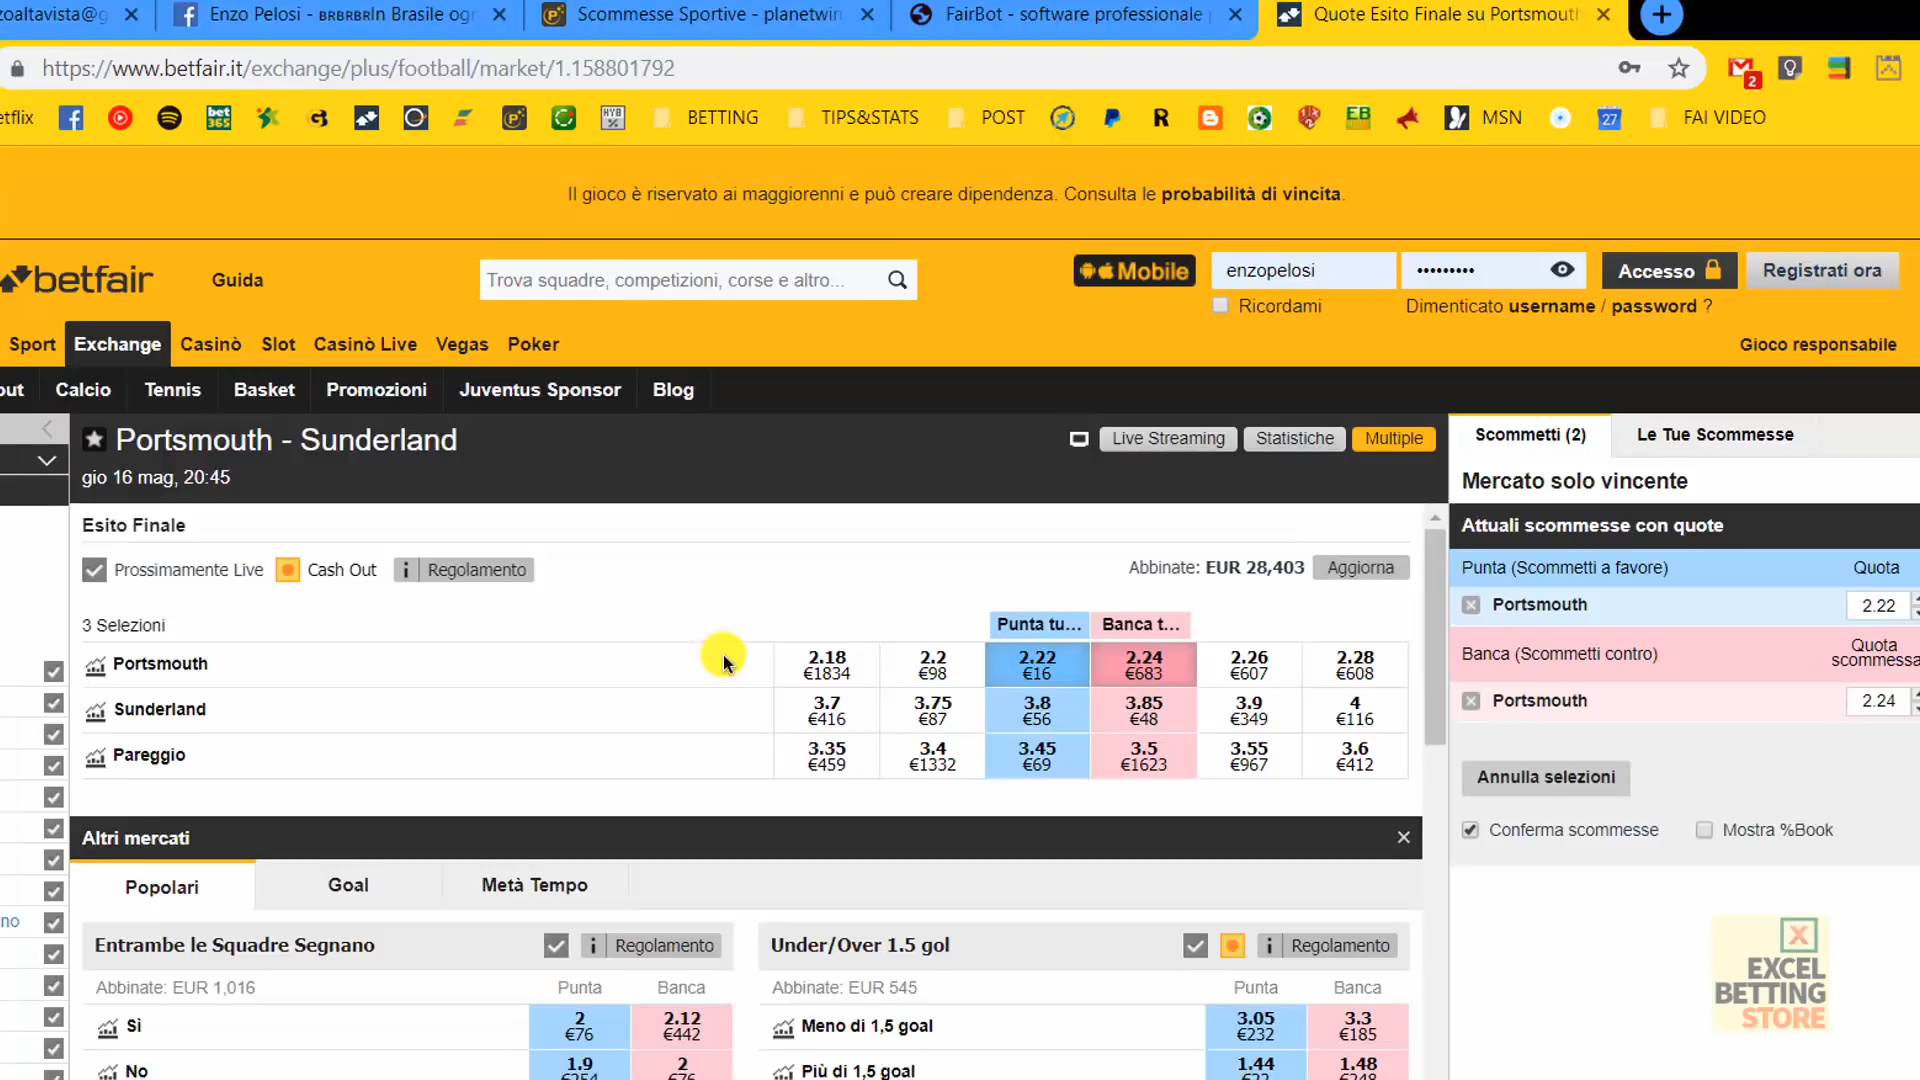 zoaltavista@g
Enzo Pelosi - ʙʀʙʀʙʀIn Brasile ogn
Scommesse Sportive - planetwin
FairBot - software professionale
Quote Esito Finale su Portsmouth
https://www.betfair.it/exchange/plus/football/market/1.158801792
2
etflix
bet365
BETTING
TIPS&STATS
POST
EB
MSN
27
FAI VIDEO
Il gioco è riservato ai maggiorenni e può creare dipendenza. Consulta le probabilità di vincita.
betfair
Guida
Trova squadre, competizioni, corse e altro...
Mobile
enzopelosi
•••••••••
Accesso
Registrati ora
Ricordami
Dimenticato username / password ?
Sport
Exchange
Casinò
Slot
Casinò Live
Vegas
Poker
Gioco responsabile
out
Calcio
Tennis
Basket
Promozioni
Juventus Sponsor
Blog
Portsmouth - Sunderland
gio 16 mag, 20:45
Live Streaming
Statistiche
Multiple
Esito Finale
Prossimamente Live
Cash Out
i
Regolamento
Abbinate: EUR 28,403
Aggiorna
3 Selezioni
Punta tu...
Banca t...
Portsmouth
2.18 2.2 2.22 2.24 2.26 2.28
€1834 €98 €16 €683 €607 €608
Sunderland
3.7 3.75 3.8 3.85 3.9 4
€416 €87 €56 €48 €349 €116
Pareggio
3.35 3.4 3.45 3.5 3.55 3.6
€459 €1332 €69 €1623 €967 €412
Altri mercati
Popolari
Goal
Metà Tempo
no
Entrambe le Squadre Segnano
i
Regolamento
Abbinate: EUR 1,016
Punta
Banca
Sì
2 2.12
€76 €442
No
1.9 2
€254 €76
Under/Over 1.5 gol
i
Regolamento
Abbinate: EUR 545
Punta
Banca
Meno di 1,5 goal
3.05 3.3
€232 €185
Più di 1,5 goal
1.44 1.48
Scommetti (2)
Le Tue Scommesse
Mercato solo vincente
Attuali scommesse con quote
Punta (Scommetti a favore)
Quota
Portsmouth
2.22
Banca (Scommetti contro)
Quota
scommessa
Portsmouth
2.24
Annulla selezioni
Conferma scommesse
Mostra %Book
EXCEL
BETTING
STORE